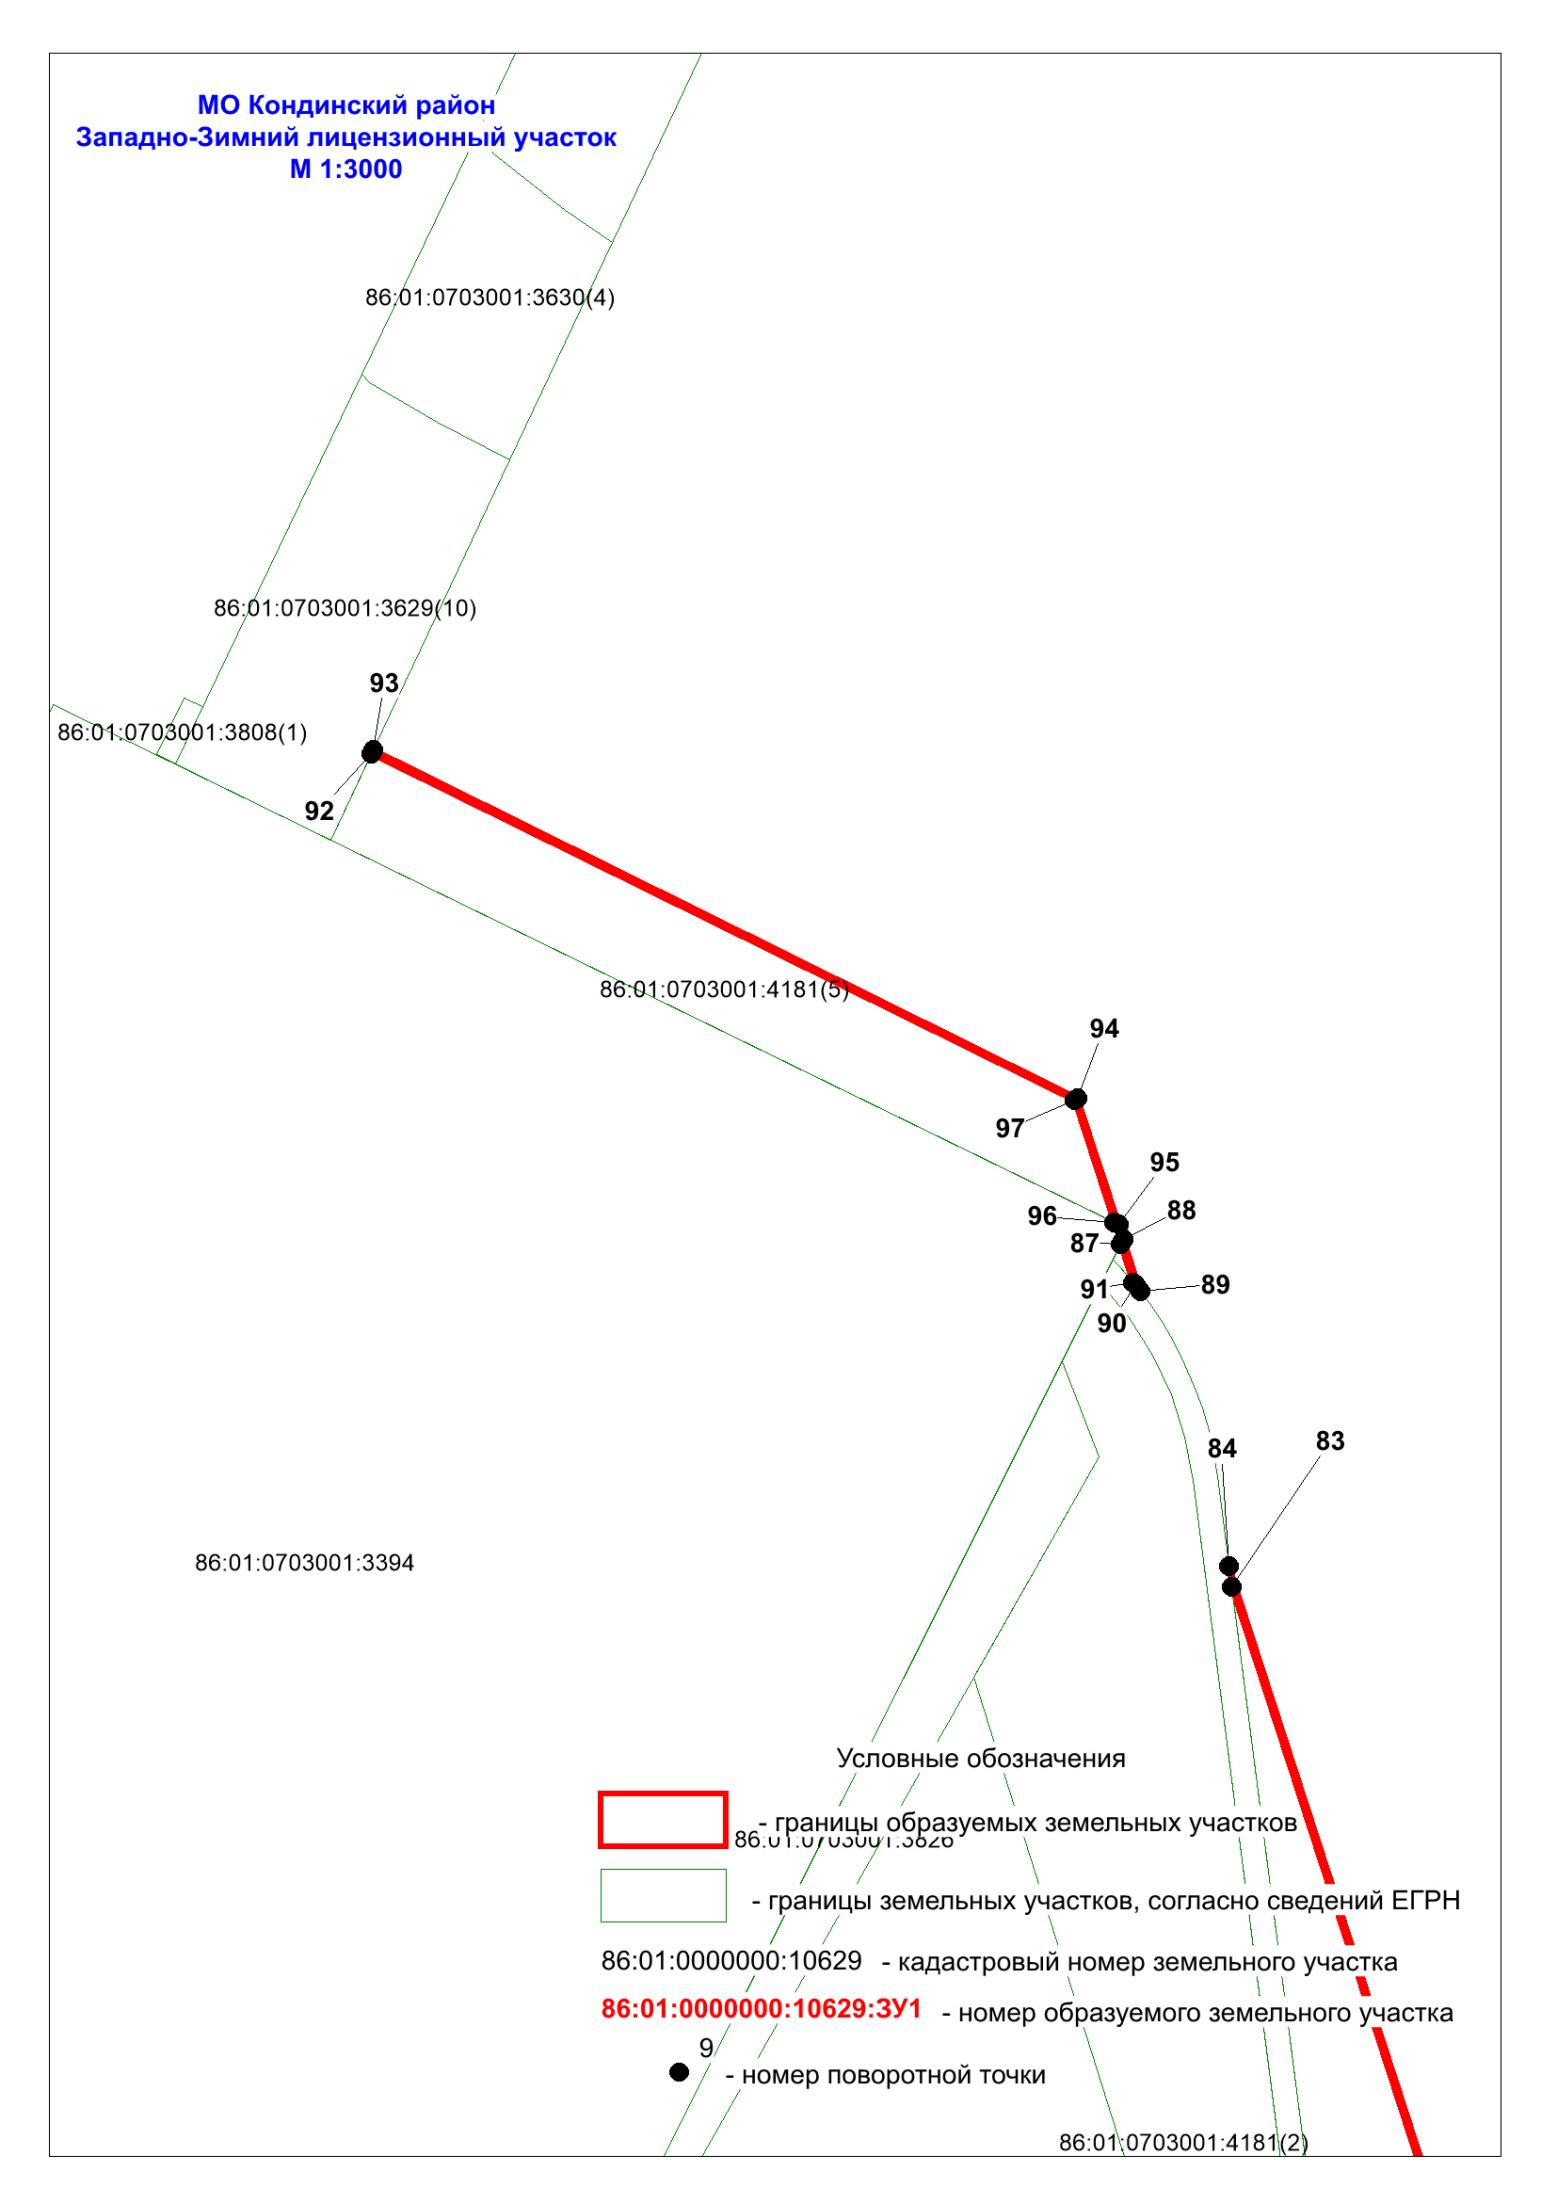 МО Кондинский район
Западно-Зимний лицензионный участок
М 1:3000
86:01:0703001:3630(4)
86:01:0703001:3629(10)
93
86:01:0703001:3808(1)
92
86:01:0703001:4181(5)
94
97
95
96
88
87
91
89
90
84
83
86:01:0703001:3394
Условные обозначения
- границы образуемых земельных участков
86:01:0703001:3826
- границы земельных участков, согласно сведений ЕГРН
86:01:0000000:10629 - кадастровый номер земельного участка
86:01:0000000:10629:ЗУ1 - номер образуемого земельного участка
9
- номер поворотной точки
86:01:0703001:4181(2)